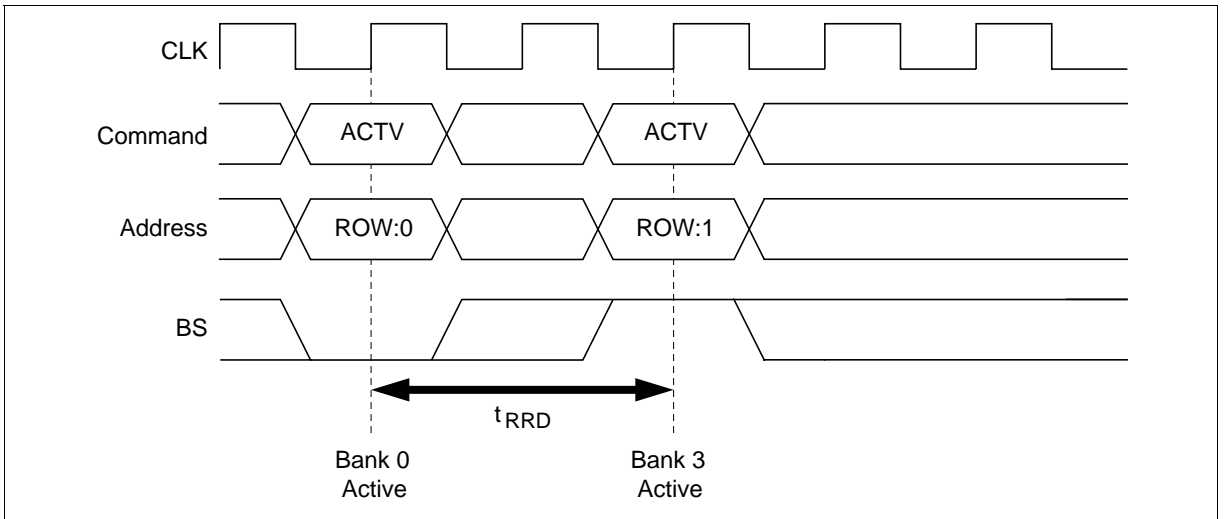 CLK
Command
ACTV
ACTV
Address
ROW:0
ROW:1
BS
tRRD
Bank 0
Active
Bank 3
Active